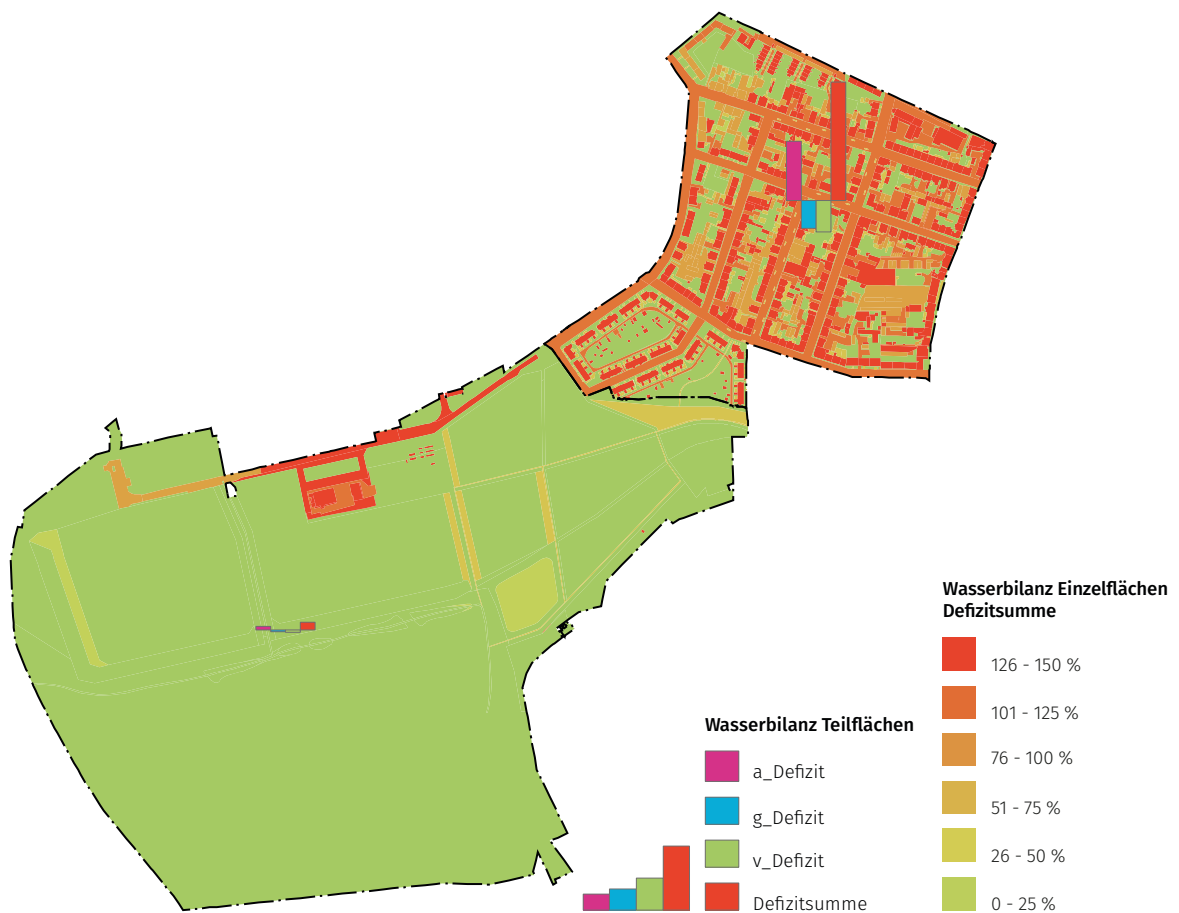 Wasserbilanz Einzelflächen
Defizitsumme
126 - 150 %
101 - 125 %
76 - 100 %
51 - 75 %
26 - 50 %
0 - 25 %
Wasserbilanz Teilflächen
a_Defizit
g_Defizit
v_Defizit
Defizitsumme